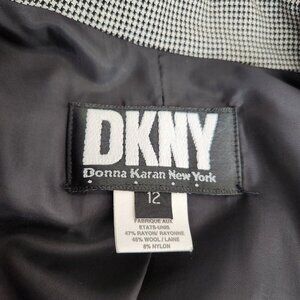 DKNY
Donna Karan New York
12
FABRIQUE AUX
ETATS-UNIS
47% RAYON/ RAYONNE
45% WOOL / LAINE
8% NYLON